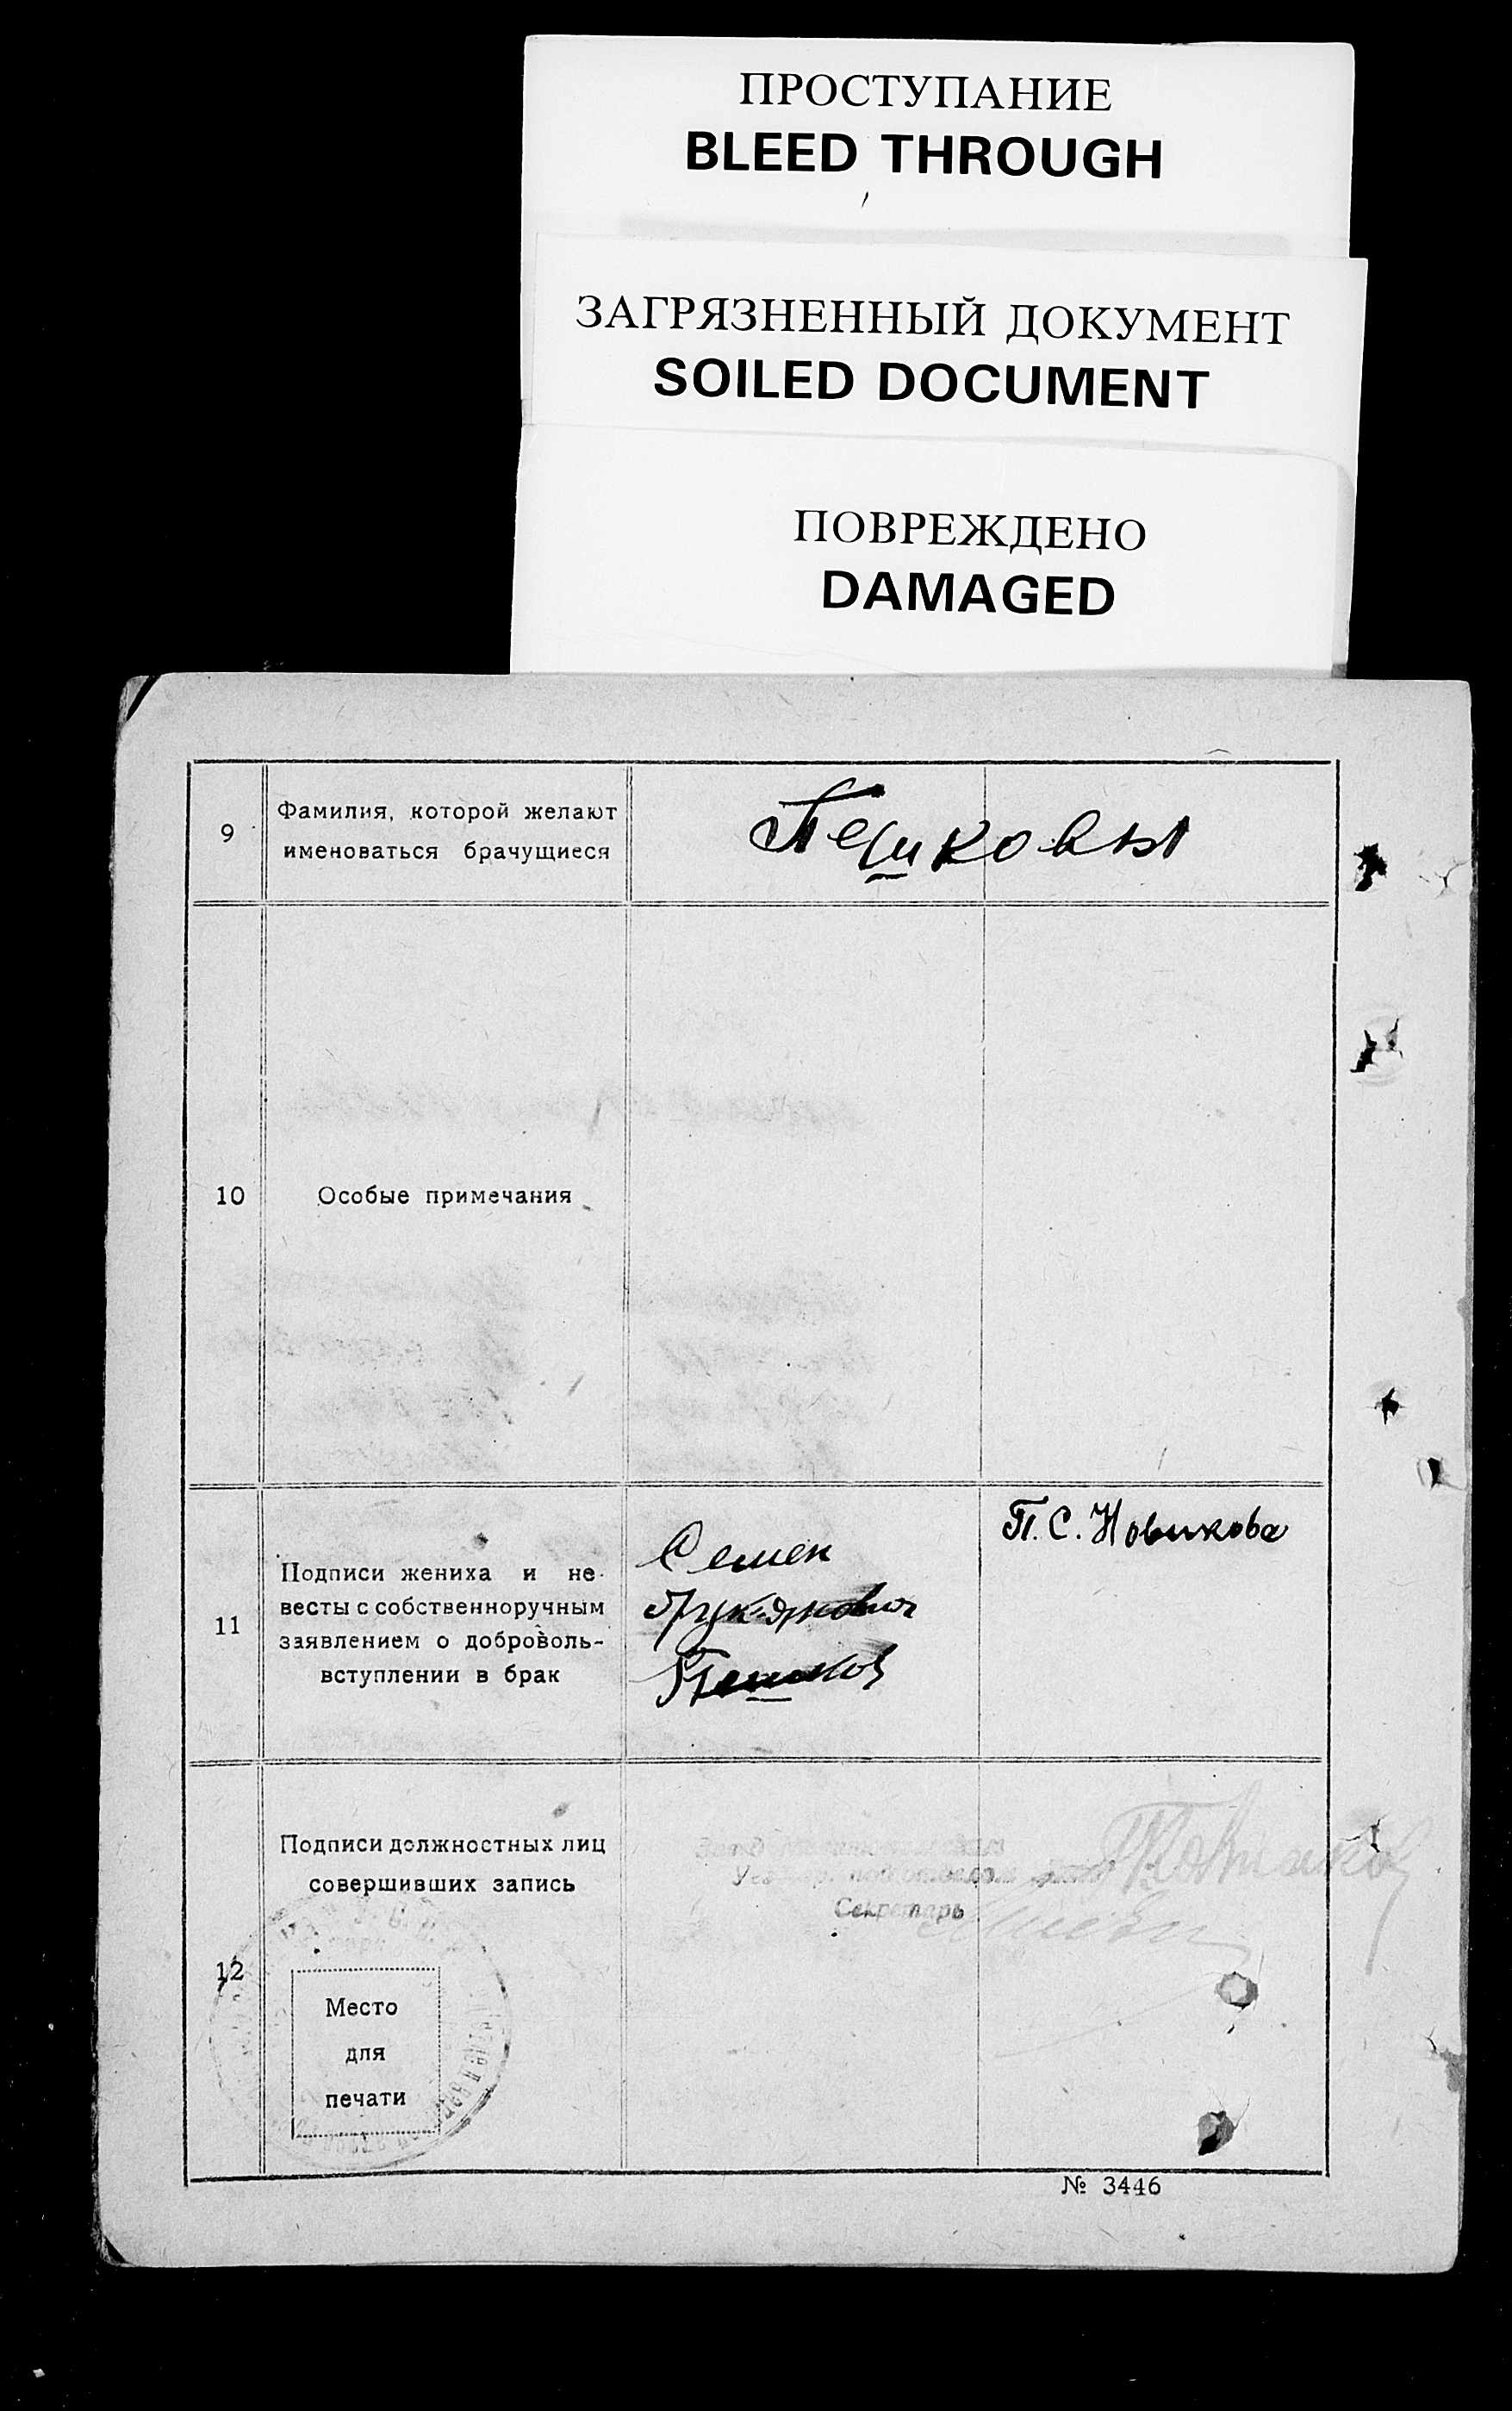 ПРОСТУПАНИЕ
BLEED THROUGH
ЗАГРЯЗНЕННЫЙ ДОКУМЕНТ
SOILED DOCUMENT
ПОВРЕЖДЕНО
DAMAGED
9
Фамилия, которой желают
именоваться брачущиеся
Пешковы
10
Особые примечания
11
Подписи жениха и не-
весты с собственноручным
заявлением о доброволь-
вступлении в брак
Семен
Лукянович
Пешков
П. С. Новикова
12
Подписи должностных лиц
совершивших запись
Секретарь
Место
для
печати
№ 3446